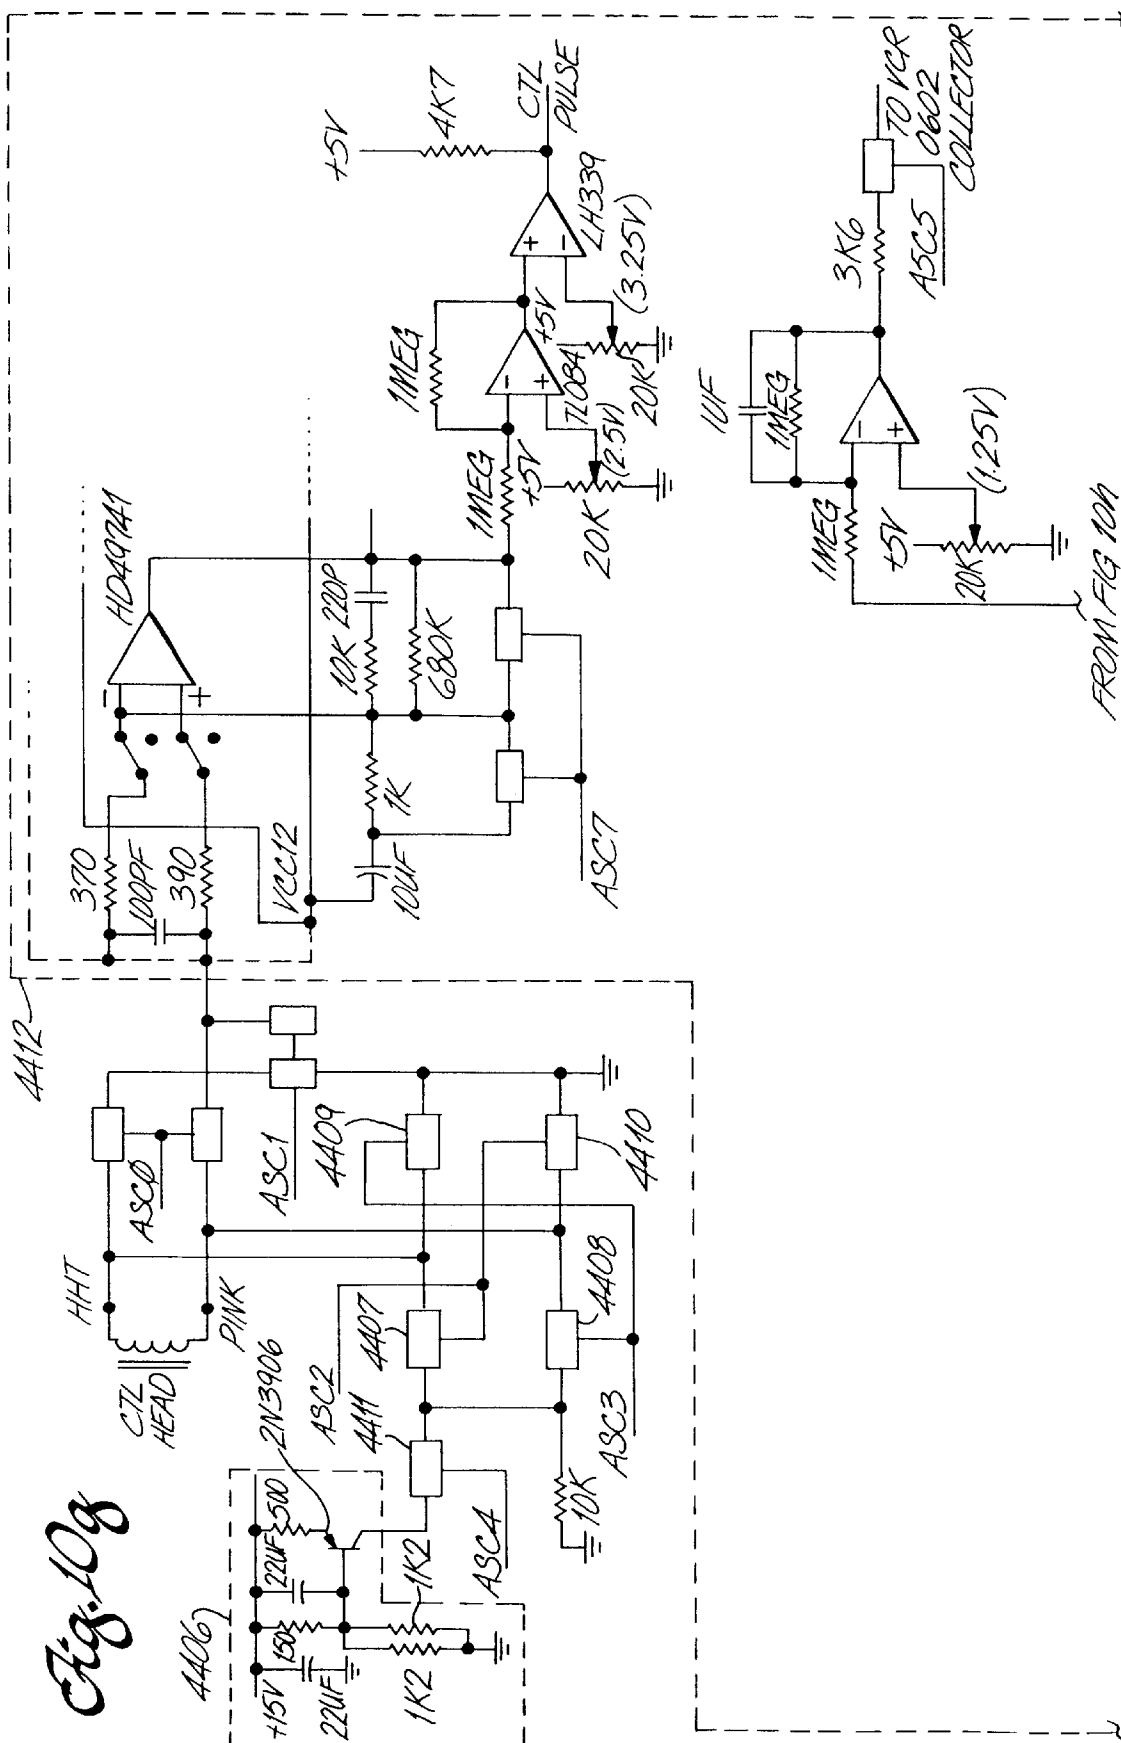 Fig. 10g
4406
+15V
22UF
150
22UF
500
2N3906
1K2
1K2
ASC4
4411
10K
ASC2
4407
ASC3
4408
CTL
HEAD
HHT
PINK
ASCØ
ASC1
4409
4410
4412
370
100PF
390
VCC12
10UF
1K
10K
220P
680K
HD49741
ASC7
1MEG
+5V
20K
(2.5V)
1MEG
TL084
+5V
20K
(3.25V)
LH339
+5V
4K7
CTL
PULSE
FROM FIG 10h
1MEG
+5V
20K
(1.25V)
1UF
1MEG
3K6
ASC5
TO VCR
0602
COLLECTOR